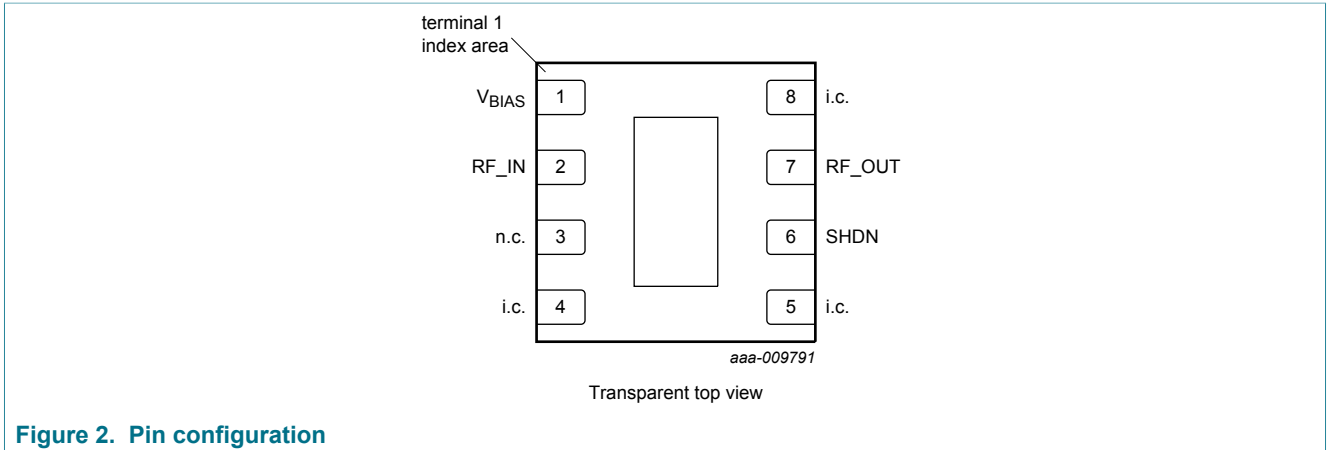 terminal 1
index area
VBIAS 1 8 i.c.
RF_IN 2 7 RF_OUT
n.c. 3 6 SHDN
i.c. 4 5 i.c.
aaa-009791
Transparent top view
Figure 2. Pin configuration